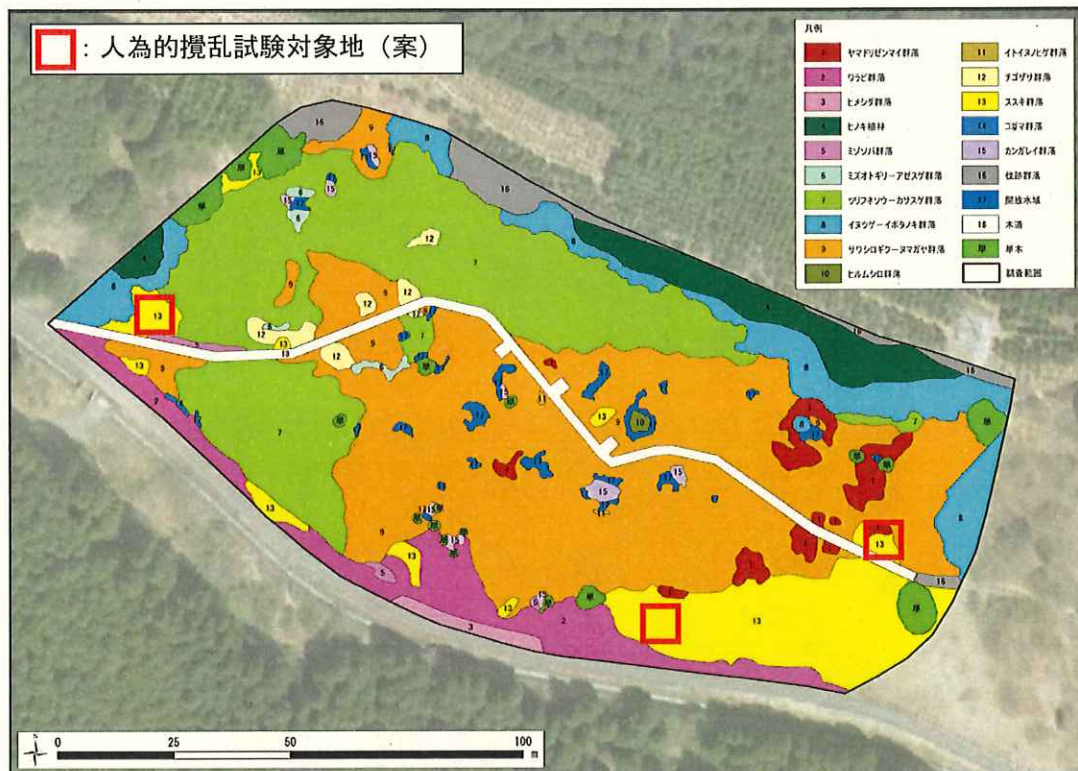 ：人為的攪乱試験対象地（案）
凡例
1 ヤマドリゼンマイ群落
2 ワラビ群落
3 ヒメシダ群落
4 ヒノキ植林
5 ミゾソバ群落
6 ミズオトギリーアゼスゲ群落
7 ツリフネソウーカサスゲ群落
8 イヌツゲーイボタノキ群落
9 サワシロギクーヌマガヤ群落
10 ヒルムシロ群落
11 イトイヌノヒゲ群落
12 チゴザサ群落
13 ススキ群落
14 コガマ群落
15 カンガレイ群落
16 伐跡群落
17 開放水域
18 木道
単 単木
調査範囲
0 25 50 100
m